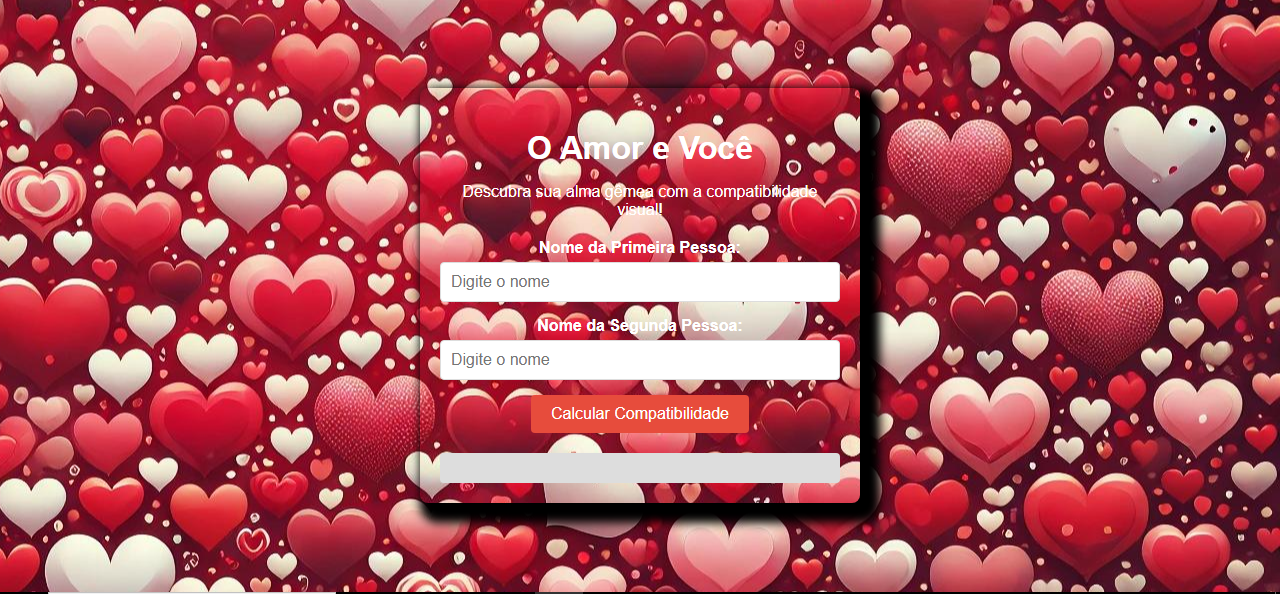 O Amor e Você
Descubra sua alma gêmea com a compatibilidade
visual!
Nome da Primeira Pessoa:
Digite o nome
Nome da Segunda Pessoa:
Digite o nome
Calcular Compatibilidade